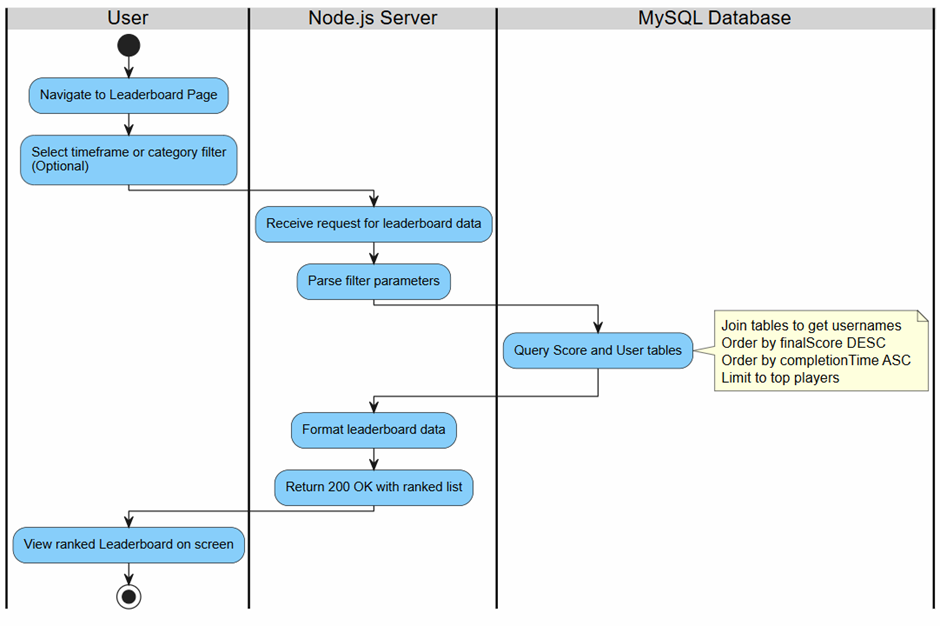 User
Node.js Server
MySQL Database
Navigate to Leaderboard Page
Select timeframe or category filter
(Optional)
Receive request for leaderboard data
Parse filter parameters
Query Score and User tables
Join tables to get usernames
Order by finalScore DESC
Order by completionTime ASC
Limit to top players
Format leaderboard data
Return 200 OK with ranked list
View ranked Leaderboard on screen